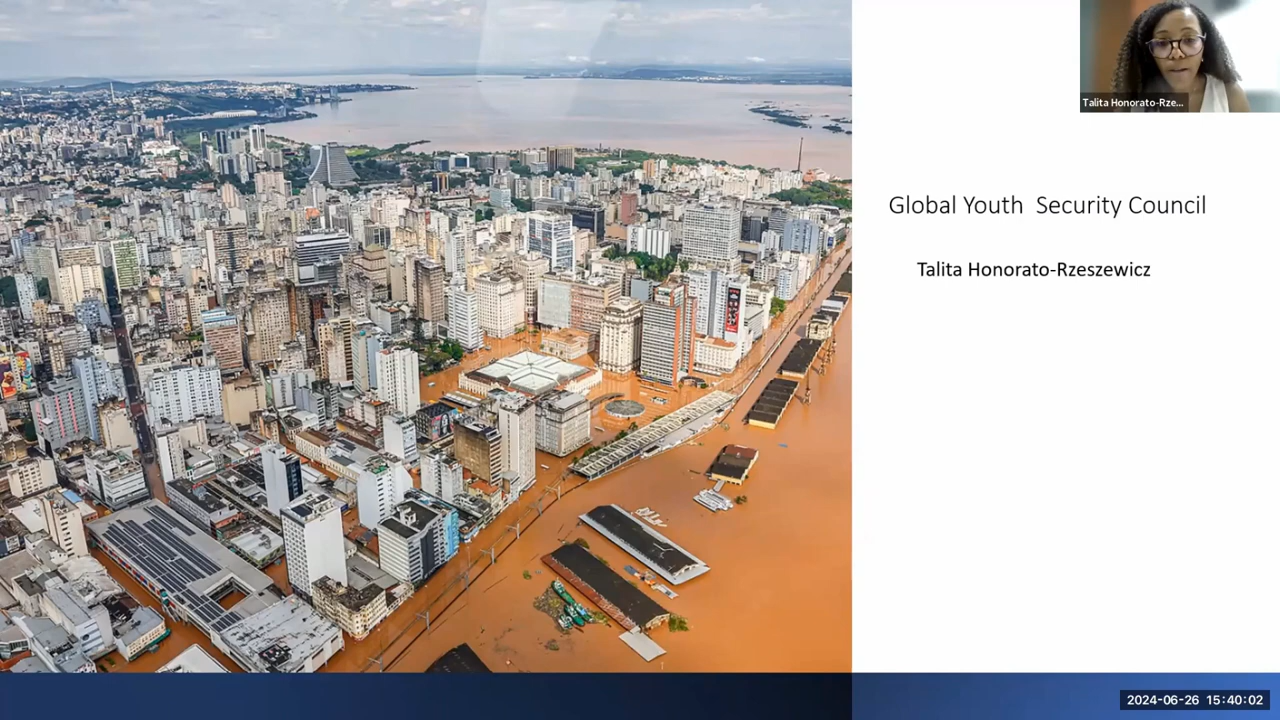 Talita Honorato-Rze...
Global Youth Security Council
Talita Honorato-Rzeszewicz
2024-06-26 15:40:02